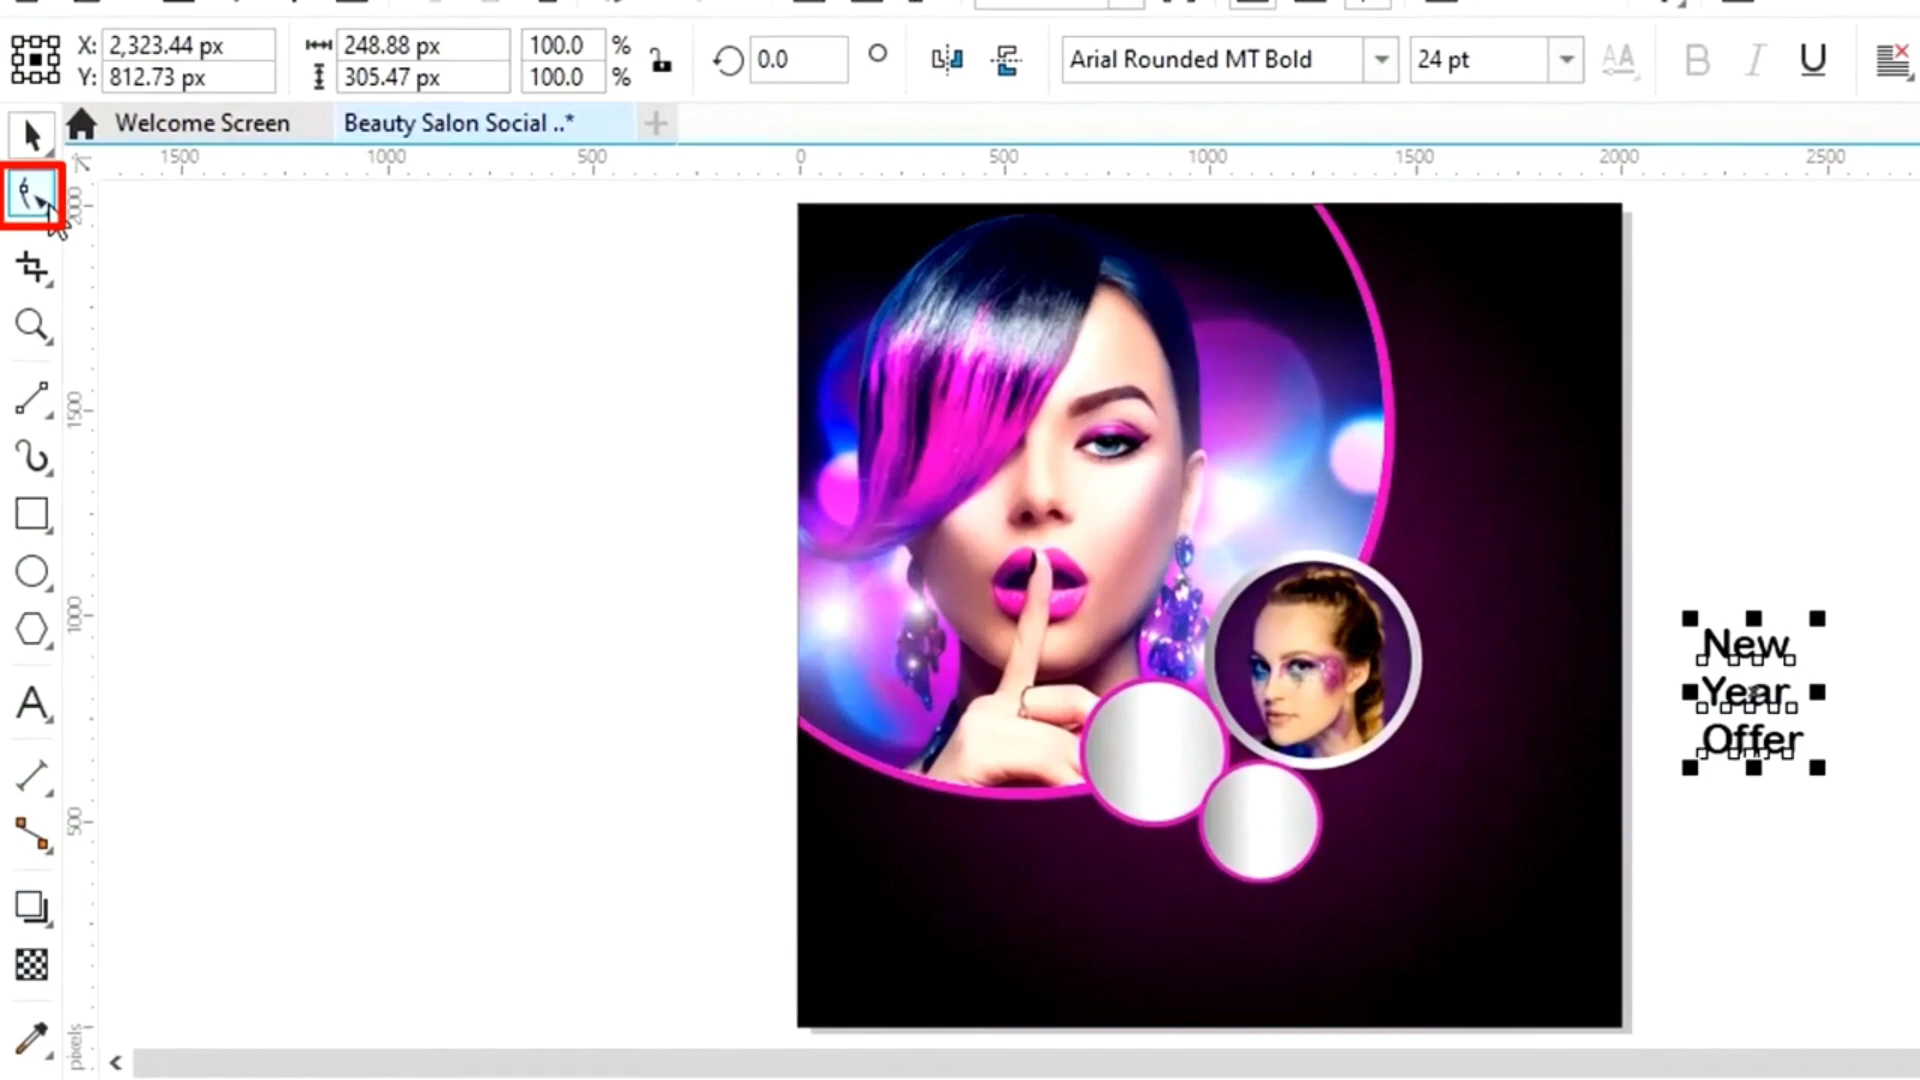 X: 2,323.44 px 248.88 px 100.0 % 0.0 Arial Rounded MT Bold 24 pt AA B I U
Y: 812.73 px 305.47 px 100.0 %
Welcome Screen Beauty Salon Social ..*
1500 1000 500 0 500 1000 1500 2000 2500
2000
1500
1000
500
pixels
A
New
Year
Offer